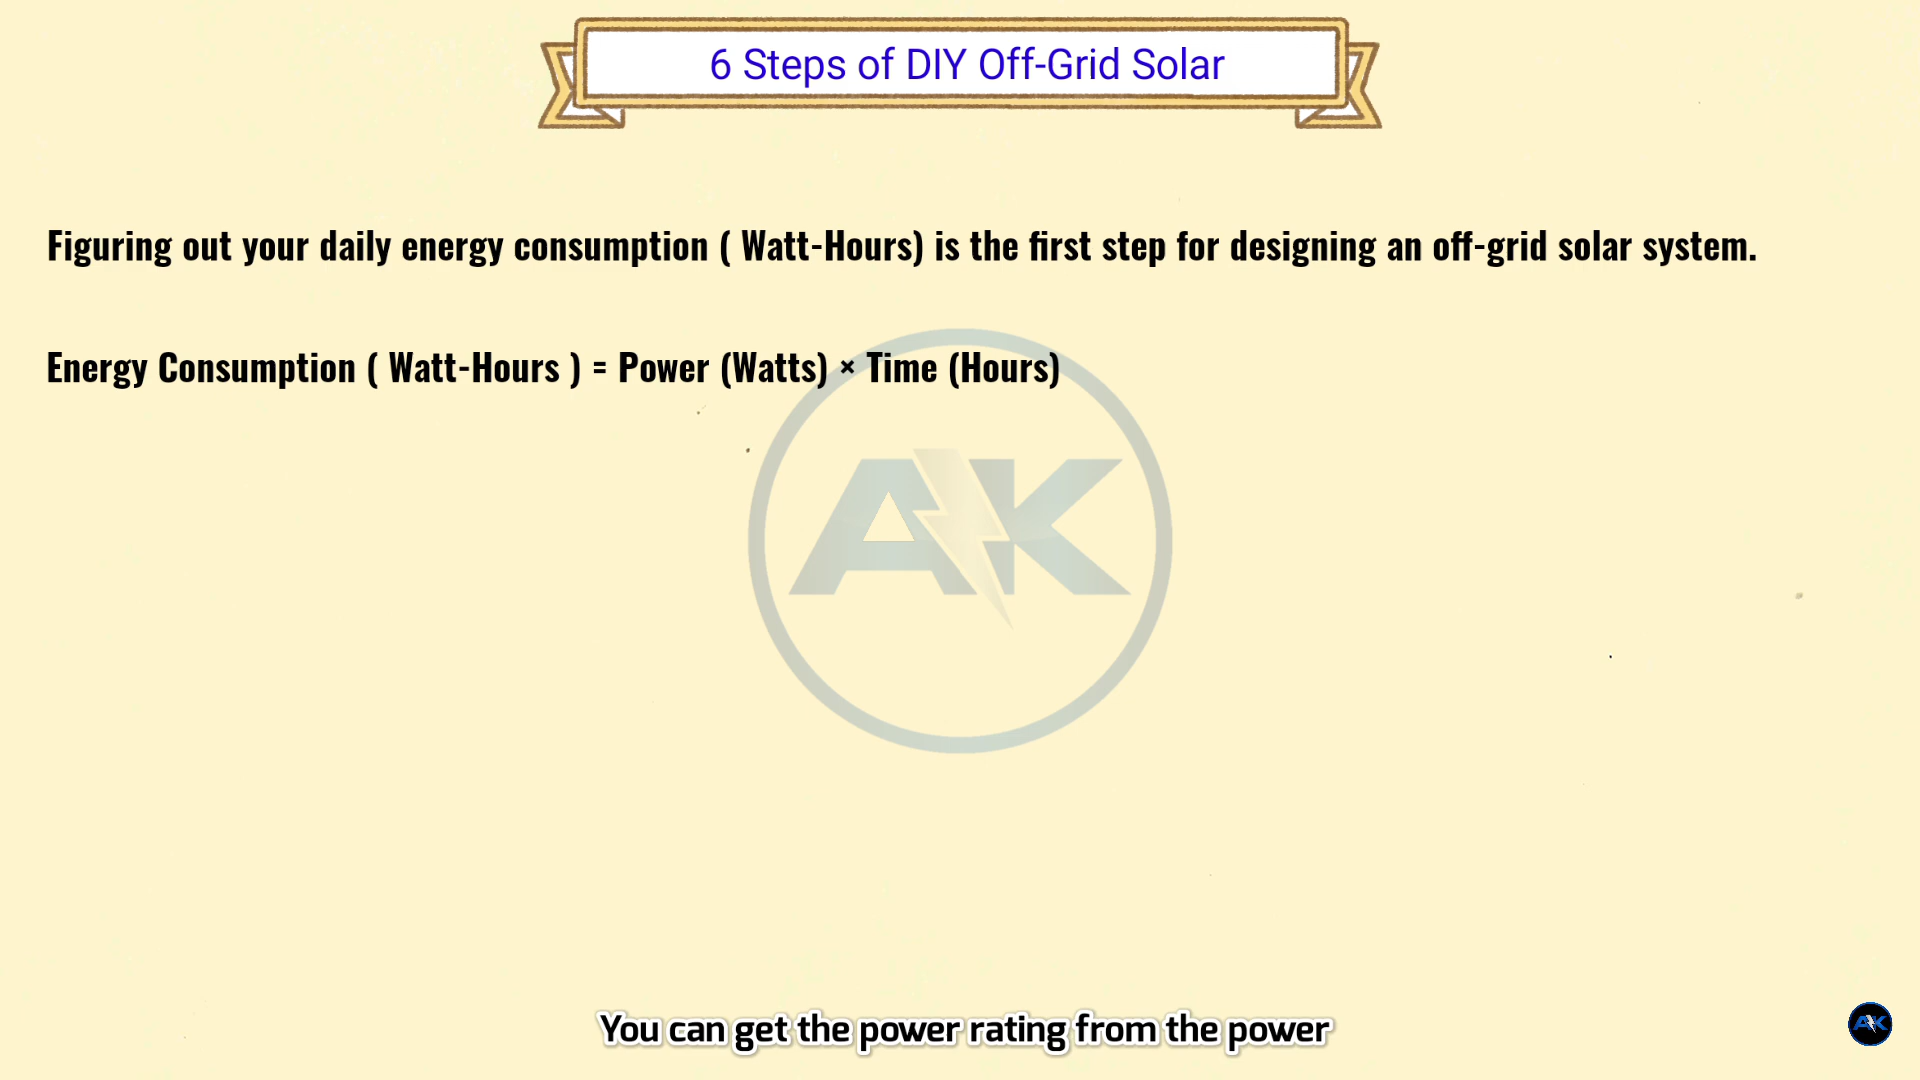 6 Steps of DIY Off-Grid Solar
Figuring out your daily energy consumption ( Watt-Hours) is the first step for designing an off-grid solar system.
Energy Consumption ( Watt-Hours ) = Power (Watts) × Time (Hours)
AK
You can get the power rating from the power
AK